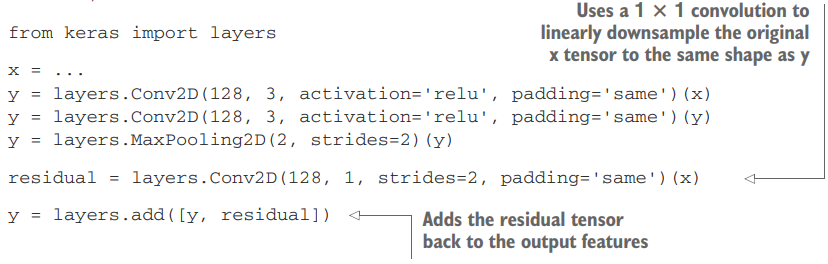 Uses a 1 × 1 convolution to
linearly downsample the original
x tensor to the same shape as y
from keras import layers
x = ...
y = layers.Conv2D(128, 3, activation='relu', padding='same')(x)
y = layers.Conv2D(128, 3, activation='relu', padding='same')(y)
y = layers.MaxPooling2D(2, strides=2)(y)
residual = layers.Conv2D(128, 1, strides=2, padding='same')(x)
y = layers.add([y, residual])
Adds the residual tensor
back to the output features